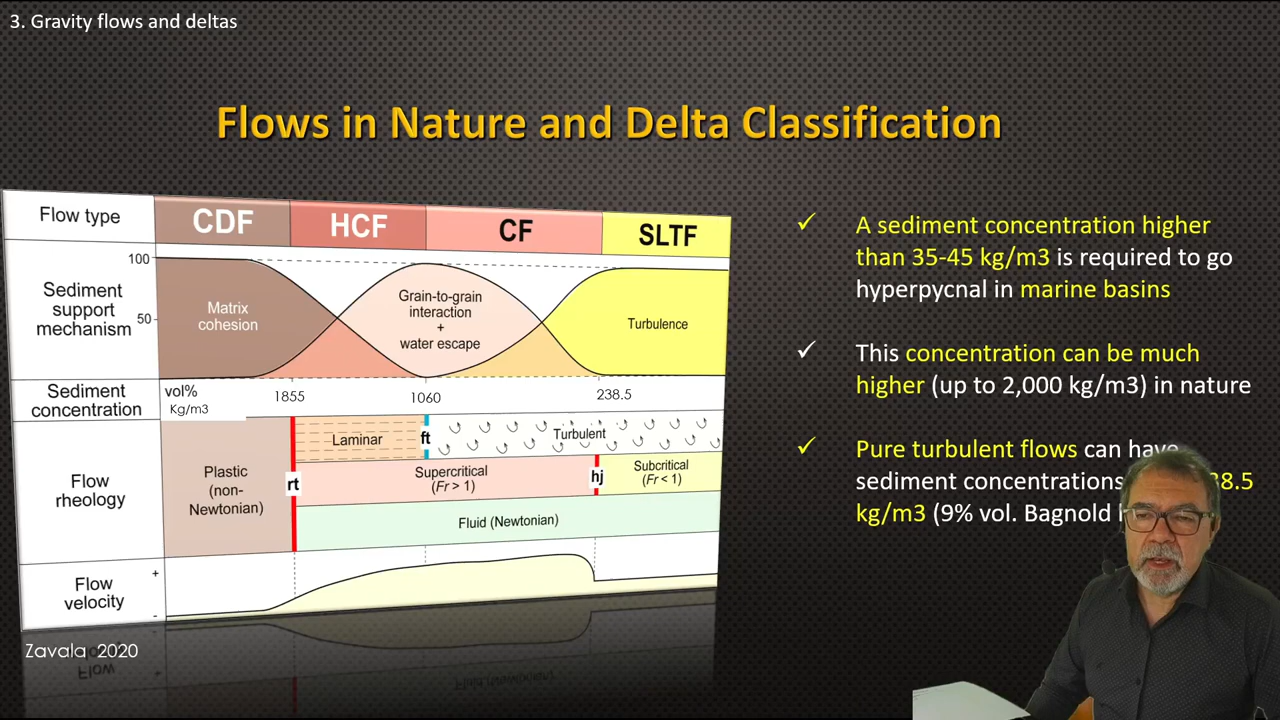 3. Gravity flows and deltas
Flows in Nature and Delta Classification
Flow type
CDF
HCF
CF
SLTF
100
50
Sediment
support
mechanism
Matrix
cohesion
Grain-to-grain
interaction
+
water escape
Turbulence
Sediment
concentration
vol%
Kg/m3
1855
1060
238.5
Flow
rheology
Plastic
(non-
Newtonian)
rt
Laminar
ft
Turbulent
Supercritical
(Fr > 1)
hj
Subcritical
(Fr < 1)
Fluid (Newtonian)
Flow
velocity
+
-
Zavala 2020
✓ A sediment concentration higher
than 35-45 kg/m3 is required to go
hyperpycnal in marine basins
✓ This concentration can be much
higher (up to 2,000 kg/m3) in nature
✓ Pure turbulent flows can have
sediment concentrations 38.5
kg/m3 (9% vol. Bagnold